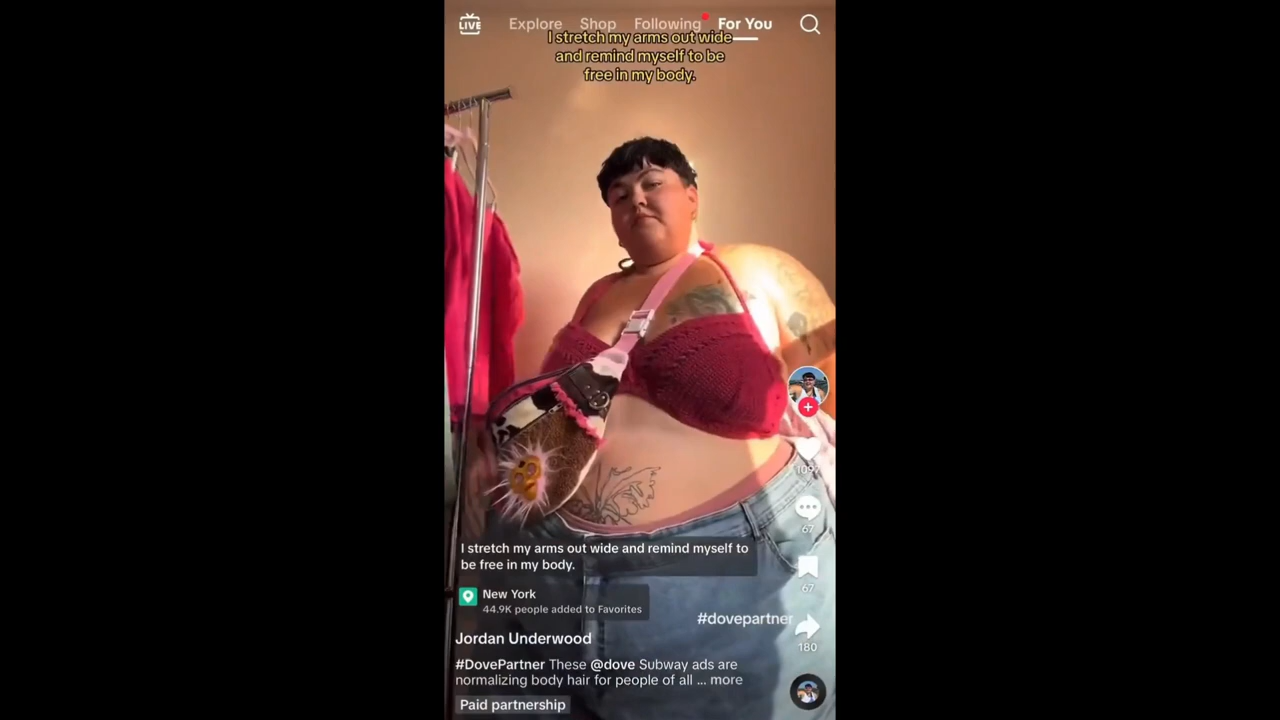 LIVE
Explore Shop Following For You
I stretch my arms out wide
and remind myself to be
free in my body.
1097
67
67
180
I stretch my arms out wide and remind myself to
be free in my body.
New York
44.9K people added to Favorites
#dovepartner
Jordan Underwood
#DovePartner These @dove Subway ads are
normalizing body hair for people of all ... more
Paid partnership